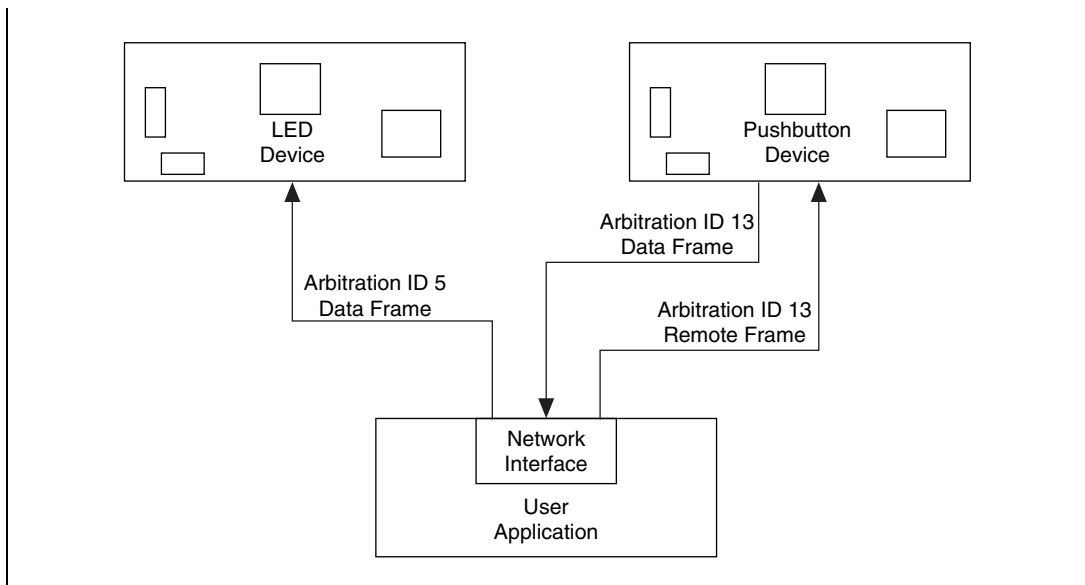 LED
Device
Pushbutton
Device
Arbitration ID 13
Data Frame
Arbitration ID 5
Data Frame
Arbitration ID 13
Remote Frame
Network
Interface
User
Application